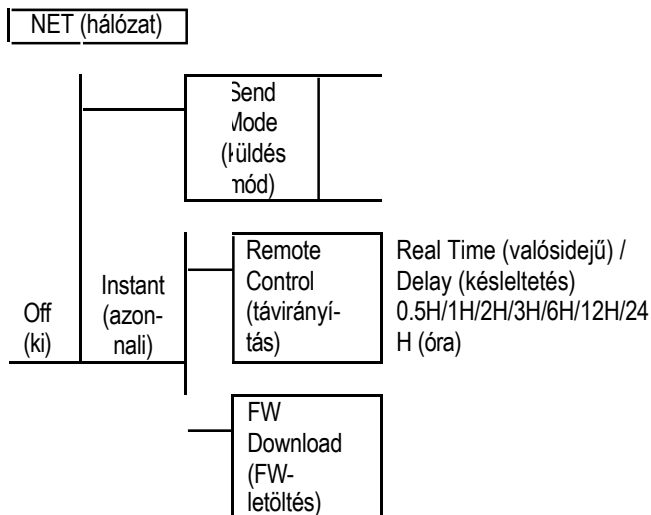 NET (hálózat)
Send
Mode
(küldés
mód)
Off
(ki)
Instant
(azon-
nali)
Remote
Control
(távirányí-
tás)
Real Time (valósidejű) /
Delay (késleltetés)
0.5H/1H/2H/3H/6H/12H/24
H (óra)
FW
Download
(FW-
letöltés)